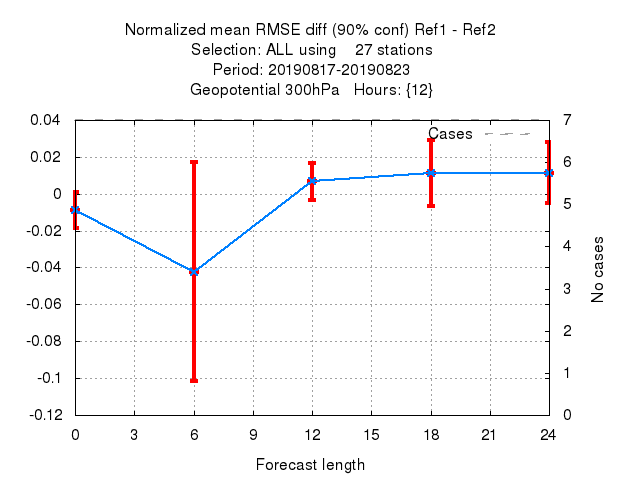 Normalized mean RMSE diff (90% conf) Ref1 - Ref2
Selection: ALL using    27 stations
Period: 20190817-20190823
Geopotential 300hPa   Hours: {12}
Cases
0.04
0.02
0
-0.02
-0.04
-0.06
-0.08
-0.1
-0.12
7
6
5
4
3
2
1
0
No cases
0 3 6 9 12 15 18 21 24
Forecast length